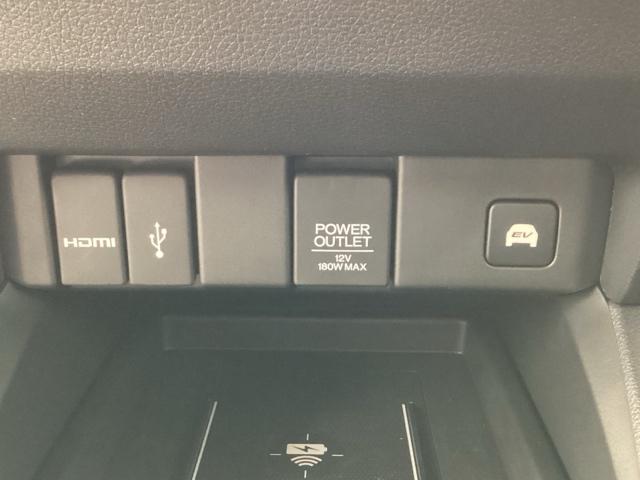 HDMI
POWER
OUTLET
12V
180W MAX
EV